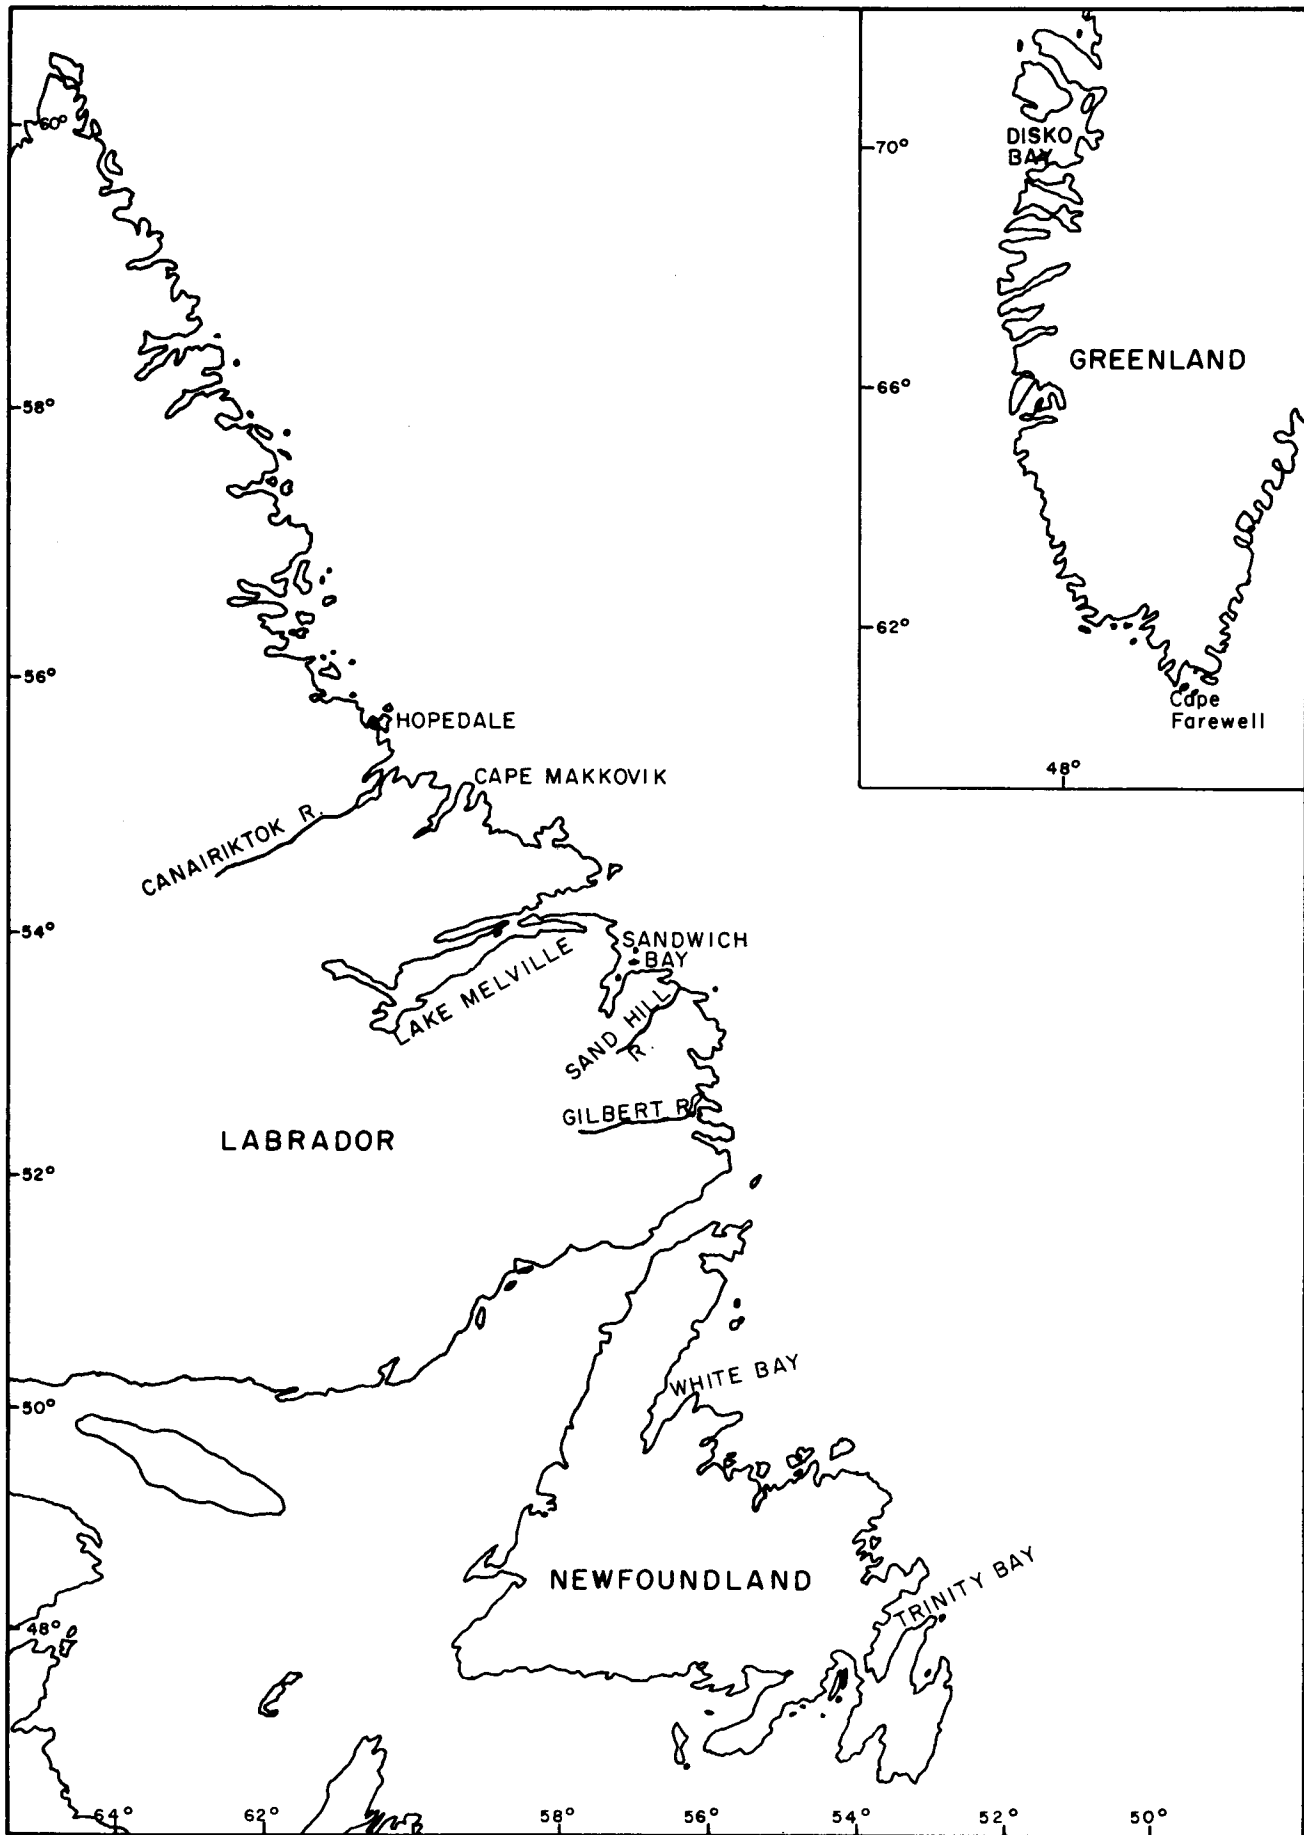 60°
58°
56°
54°
52°
50°
48°
64°
62°
58°
56°
54°
52°
50°
HOPEDALE
CAPE MAKKOVIK
CANAIRIKTOK R.
SANDWICH
BAY
LAKE MELVILLE
SAND HILL
R.
GILBERT R
LABRADOR
WHITE BAY
NEWFOUNDLAND
TRINITY BAY
70°
66°
62°
48°
DISKO
BAY
GREENLAND
Cape
Farewell